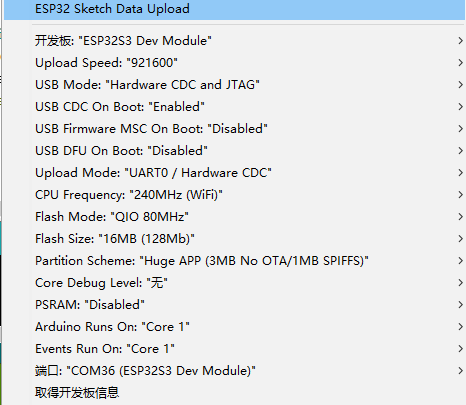 ESP32 Sketch Data Upload
开发板: "ESP32S3 Dev Module"
Upload Speed: "921600"
USB Mode: "Hardware CDC and JTAG"
USB CDC On Boot: "Enabled"
USB Firmware MSC On Boot: "Disabled"
USB DFU On Boot: "Disabled"
Upload Mode: "UART0 / Hardware CDC"
CPU Frequency: "240MHz (WiFi)"
Flash Mode: "QIO 80MHz"
Flash Size: "16MB (128Mb)"
Partition Scheme: "Huge APP (3MB No OTA/1MB SPIFFS)"
Core Debug Level: "无"
PSRAM: "Disabled"
Arduino Runs On: "Core 1"
Events Run On: "Core 1"
端口: "COM36 (ESP32S3 Dev Module)"
取得开发板信息